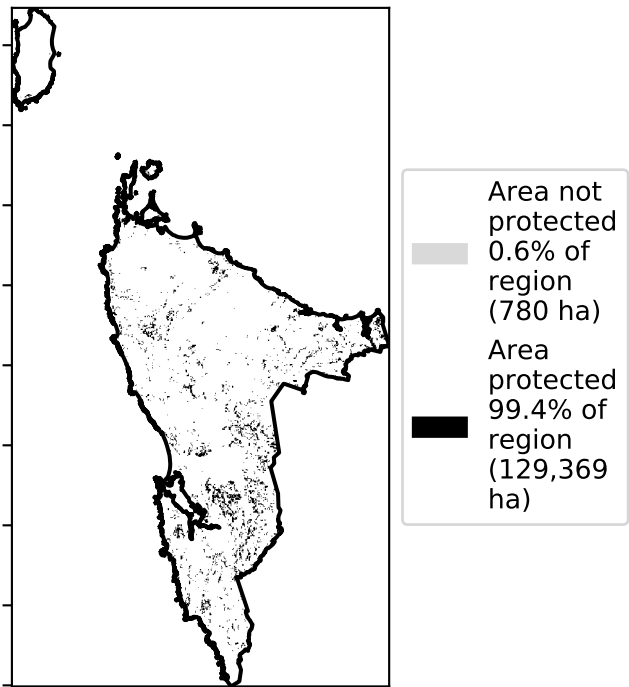 Area not
protected
0.6% of
region
(780 ha)
Area
protected
99.4% of
region
(129,369
ha)